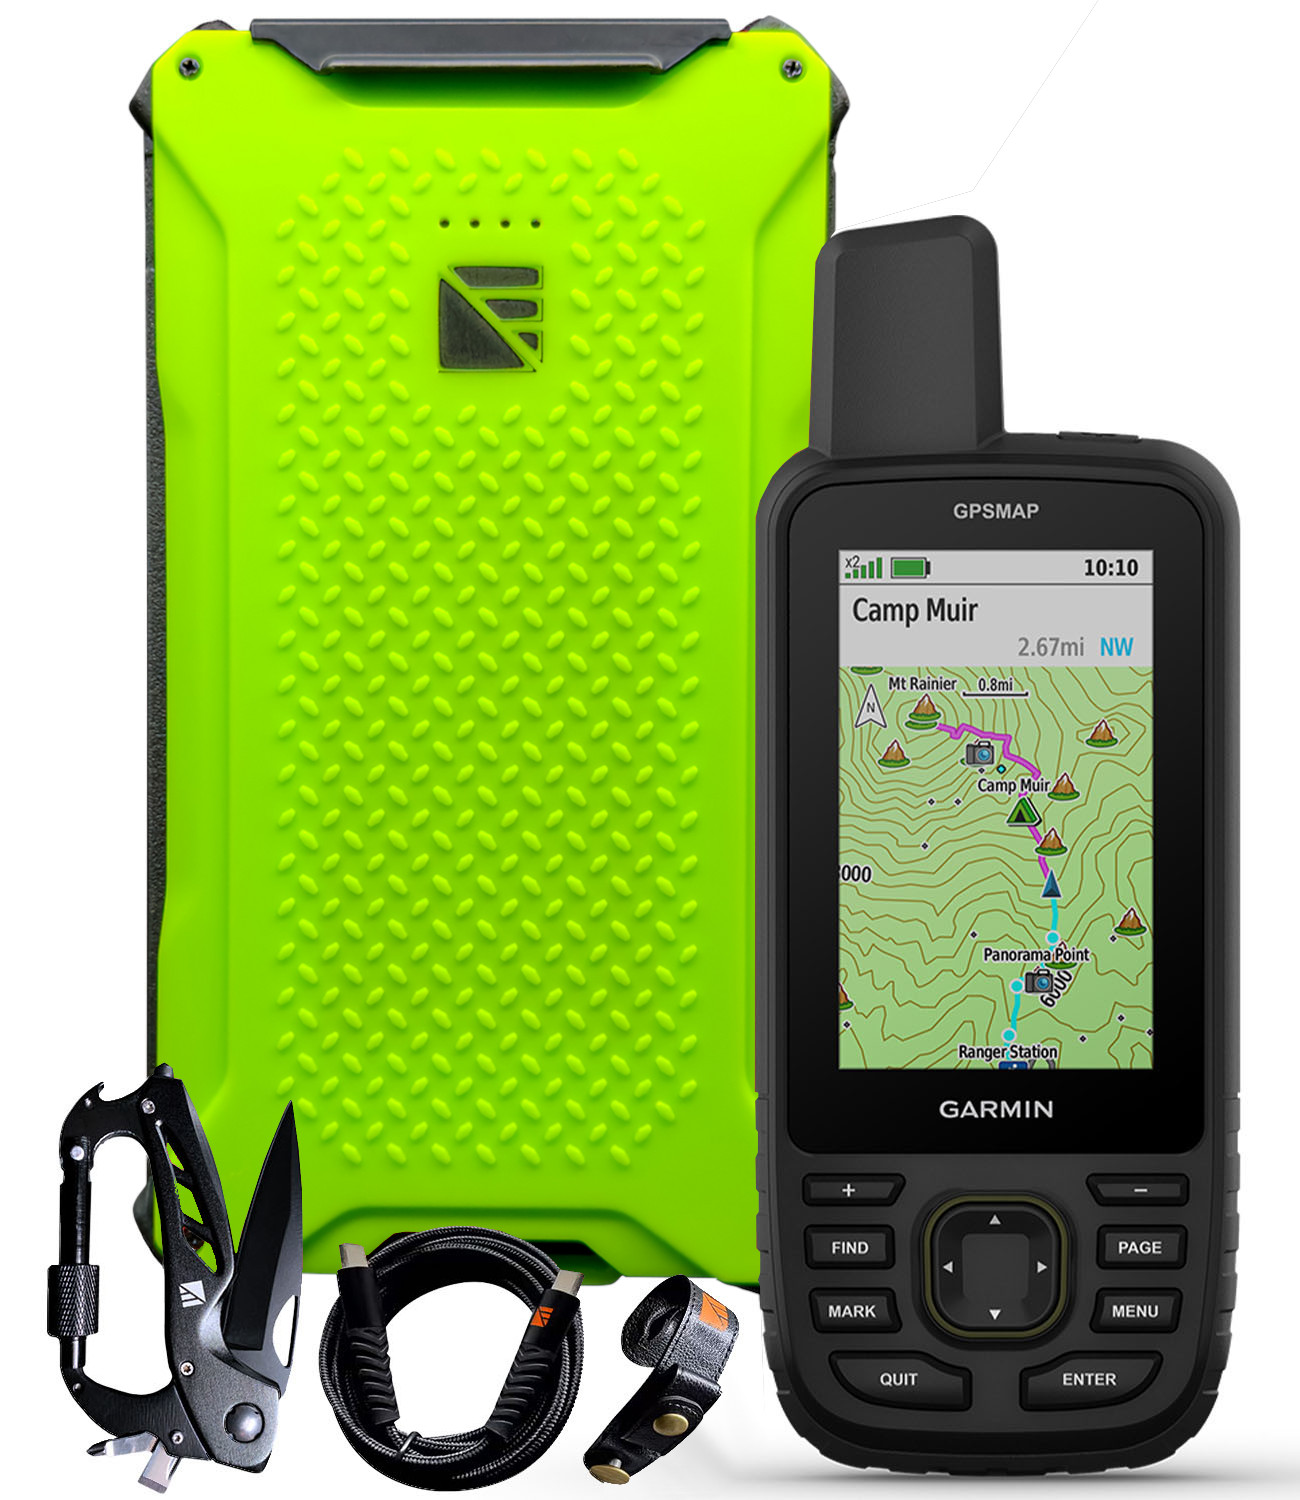 GPSMAP
x2
10:10
Camp Muir
2.67mi NW
Mt Rainier
0.8mi
N
Camp Muir
3000
Panorama Point
6000
Ranger Station
GARMIN
+ −
FIND PAGE
MARK MENU
QUIT ENTER